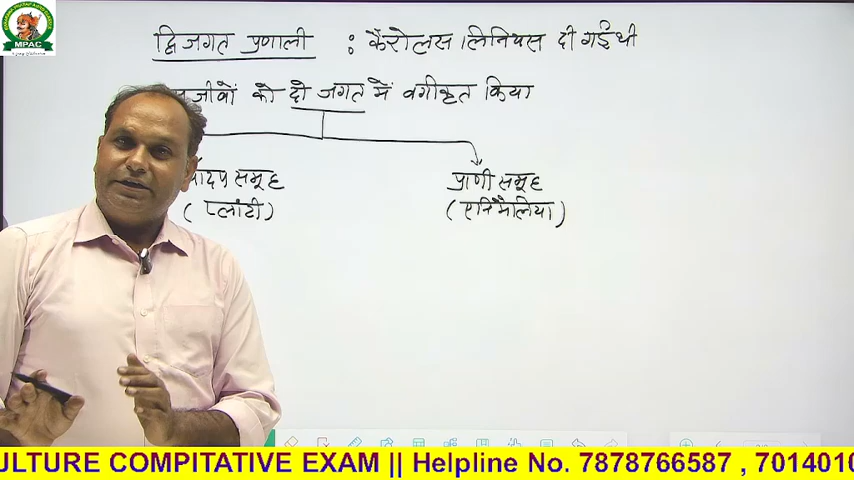 MPAC
द्विजगत प्रणाली : कैरोलस लिनियस दी गई थी
जीवों को दो जगत में वर्गीकृत किया
पादप समूह
प्राणी समूह
( प्लांटी )
( एनिमैलिया )
ULTURE COMPITATIVE EXAM || Helpline No. 7878766587 , 7014010